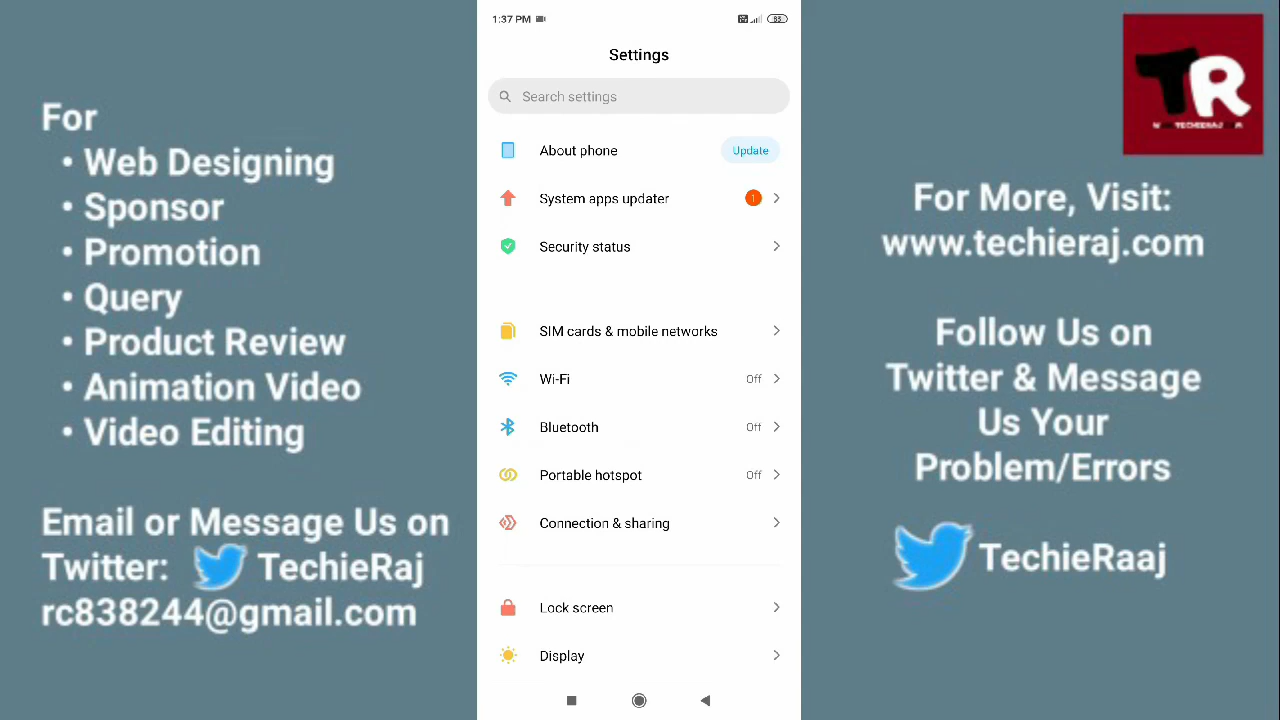 For
• Web Designing
• Sponsor
• Promotion
• Query
• Product Review
• Animation Video
• Video Editing
Email or Message Us on
Twitter: TechieRaj
rc838244@gmail.com
1:37 PM
83
Settings
Search settings
About phone
Update
System apps updater
1
Security status
SIM cards & mobile networks
Wi-Fi
Off
Bluetooth
Off
Portable hotspot
Off
Connection & sharing
Lock screen
Display
TR
For More, Visit:
www.techieraj.com
Follow Us on
Twitter & Message
Us Your
Problem/Errors
TechieRaaj